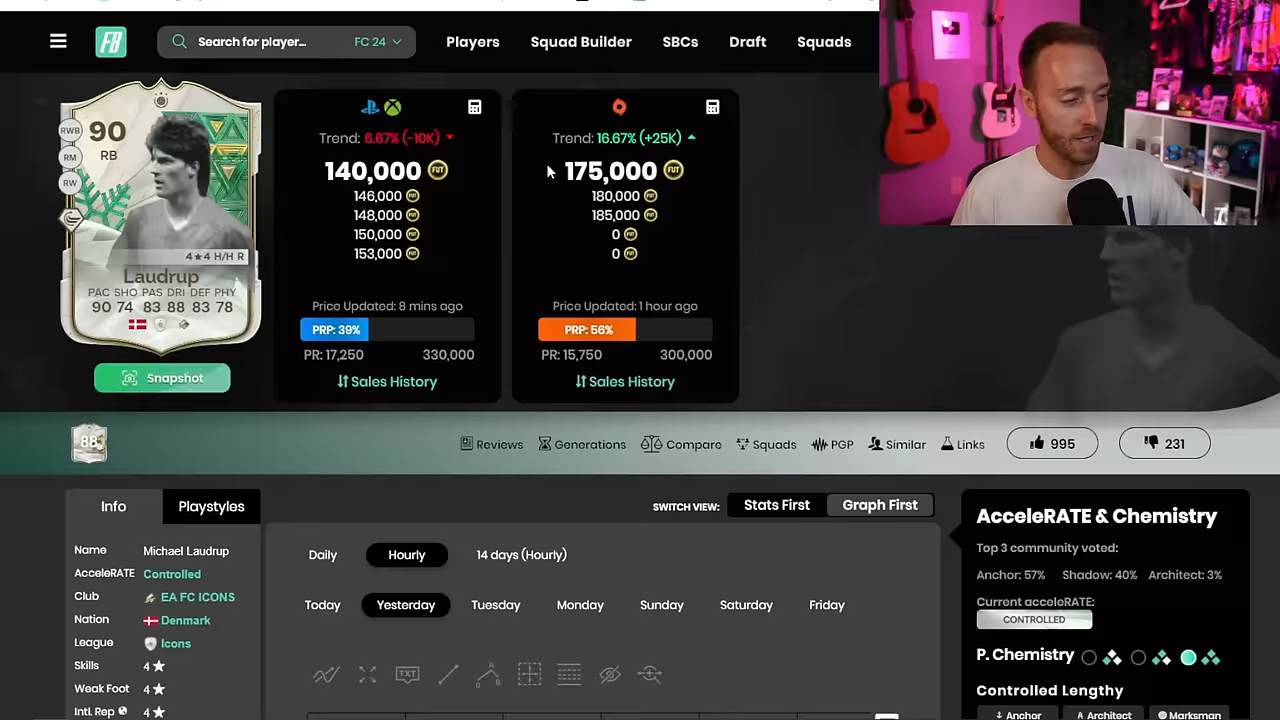 FB
Search for player... FC 24
Players
Squad Builder
SBCs
Draft
Squads
RWB
RM
RW
90
RB
4★4 H/H R
Laudrup
PAC SHO PAS DRI DEF PHY
90 74 83 88 83 78
Snapshot
Trend: 6.67% (-10K)
140,000 FUT
146,000
148,000
150,000
153,000
Price Updated: 8 mins ago
PRP: 39%
PR: 17,250 330,000
Sales History
Trend: 16.67% (+25K)
175,000 FUT
180,000
185,000
0
0
Price Updated: 1 hour ago
PRP: 56%
PR: 15,750 300,000
Sales History
88
Reviews
Generations
Compare
Squads
PGP
Similar
Links
995
231
Info
Playstyles
Name Michael Laudrup
AcceleRATE Controlled
Club EA FC ICONS
Nation Denmark
League Icons
Skills 4★
Weak Foot 4★
Intl. Rep 4★
SWITCH VIEW: Stats First Graph First
Daily Hourly 14 days (Hourly)
Today Yesterday Tuesday Monday Sunday Saturday Friday
TXT
AcceleRATE & Chemistry
Top 3 community voted:
Anchor: 57% Shadow: 40% Architect: 3%
Current acceleRATE:
CONTROLLED
P. Chemistry
Controlled Lengthy
Anchor
Architect
Marksman